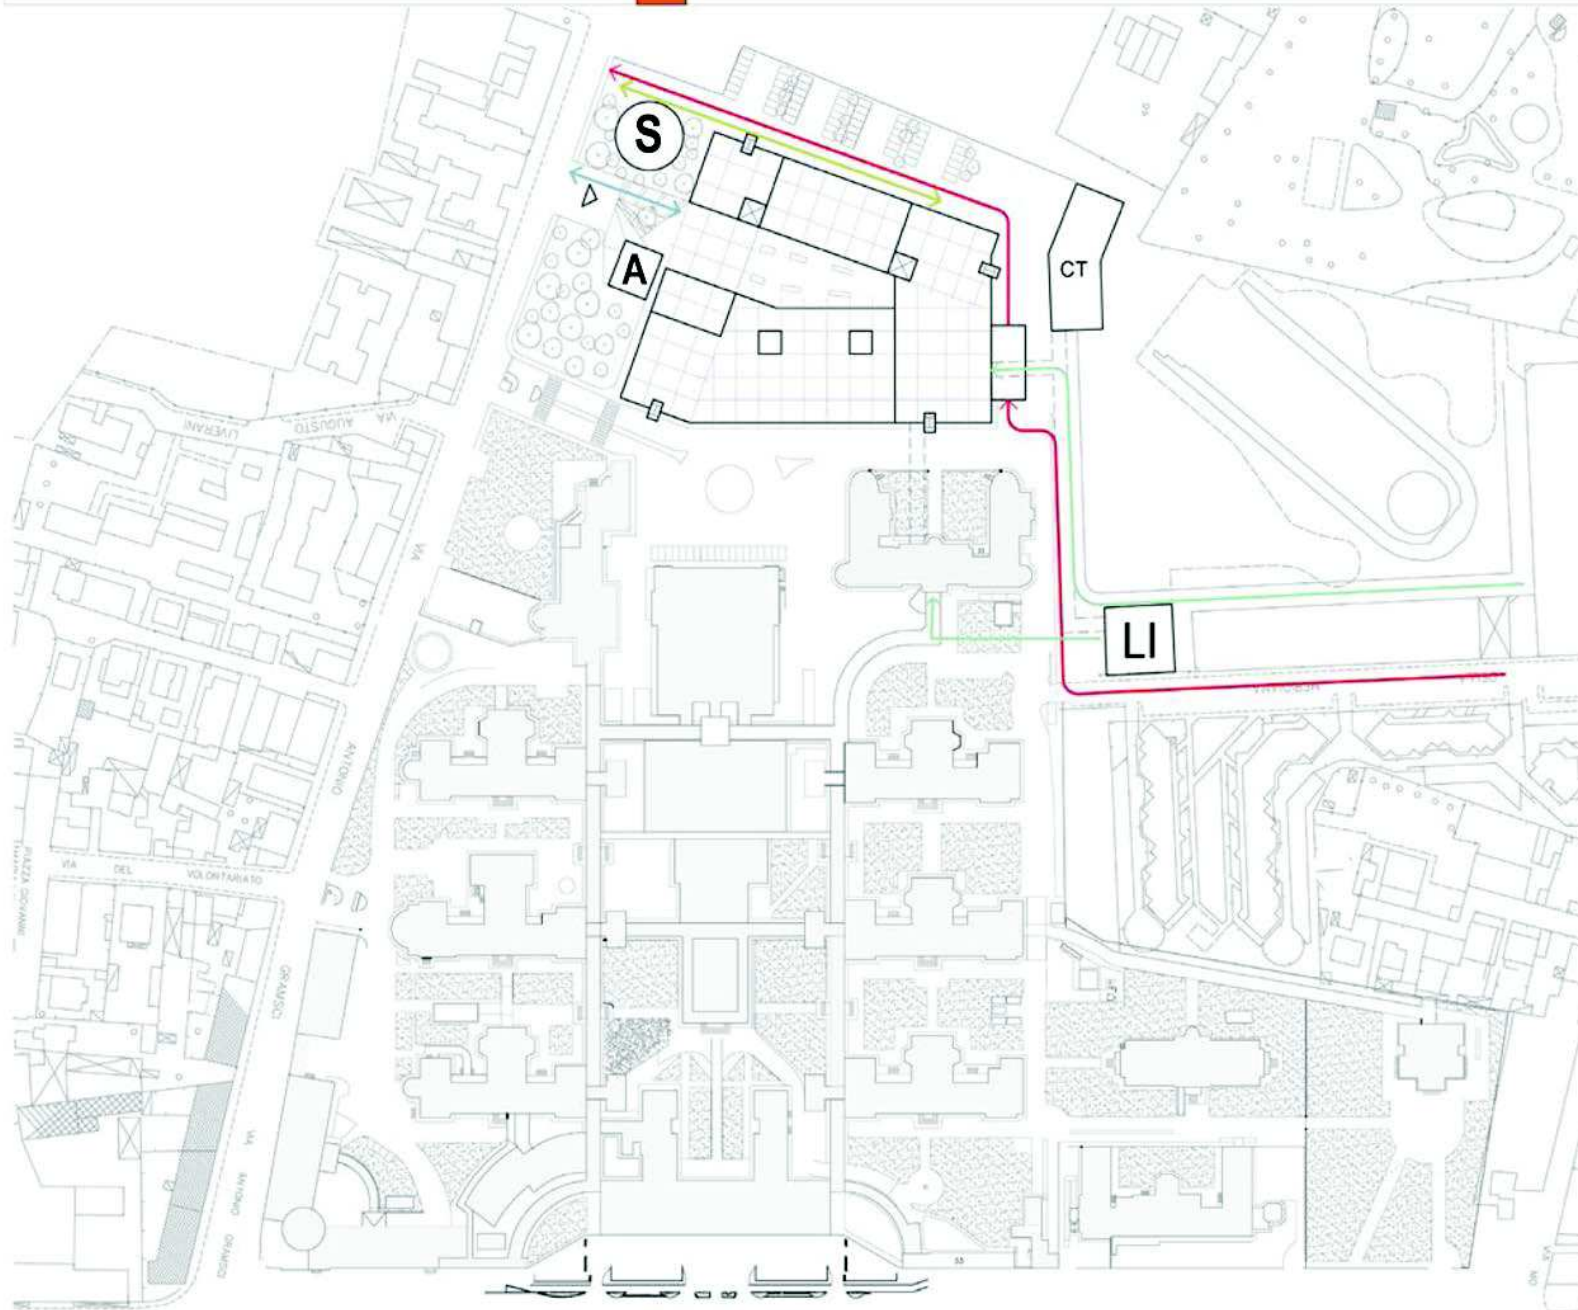 S
A
CT
VIA
AUGUSTO
LIVERANI
VIA
LI
ANTONIO
VIA
DEL
VOLONTARIATO
PIAZZA GIOVANNI
GRAMSCI
VIA
ANTONIO
GRAMSCI